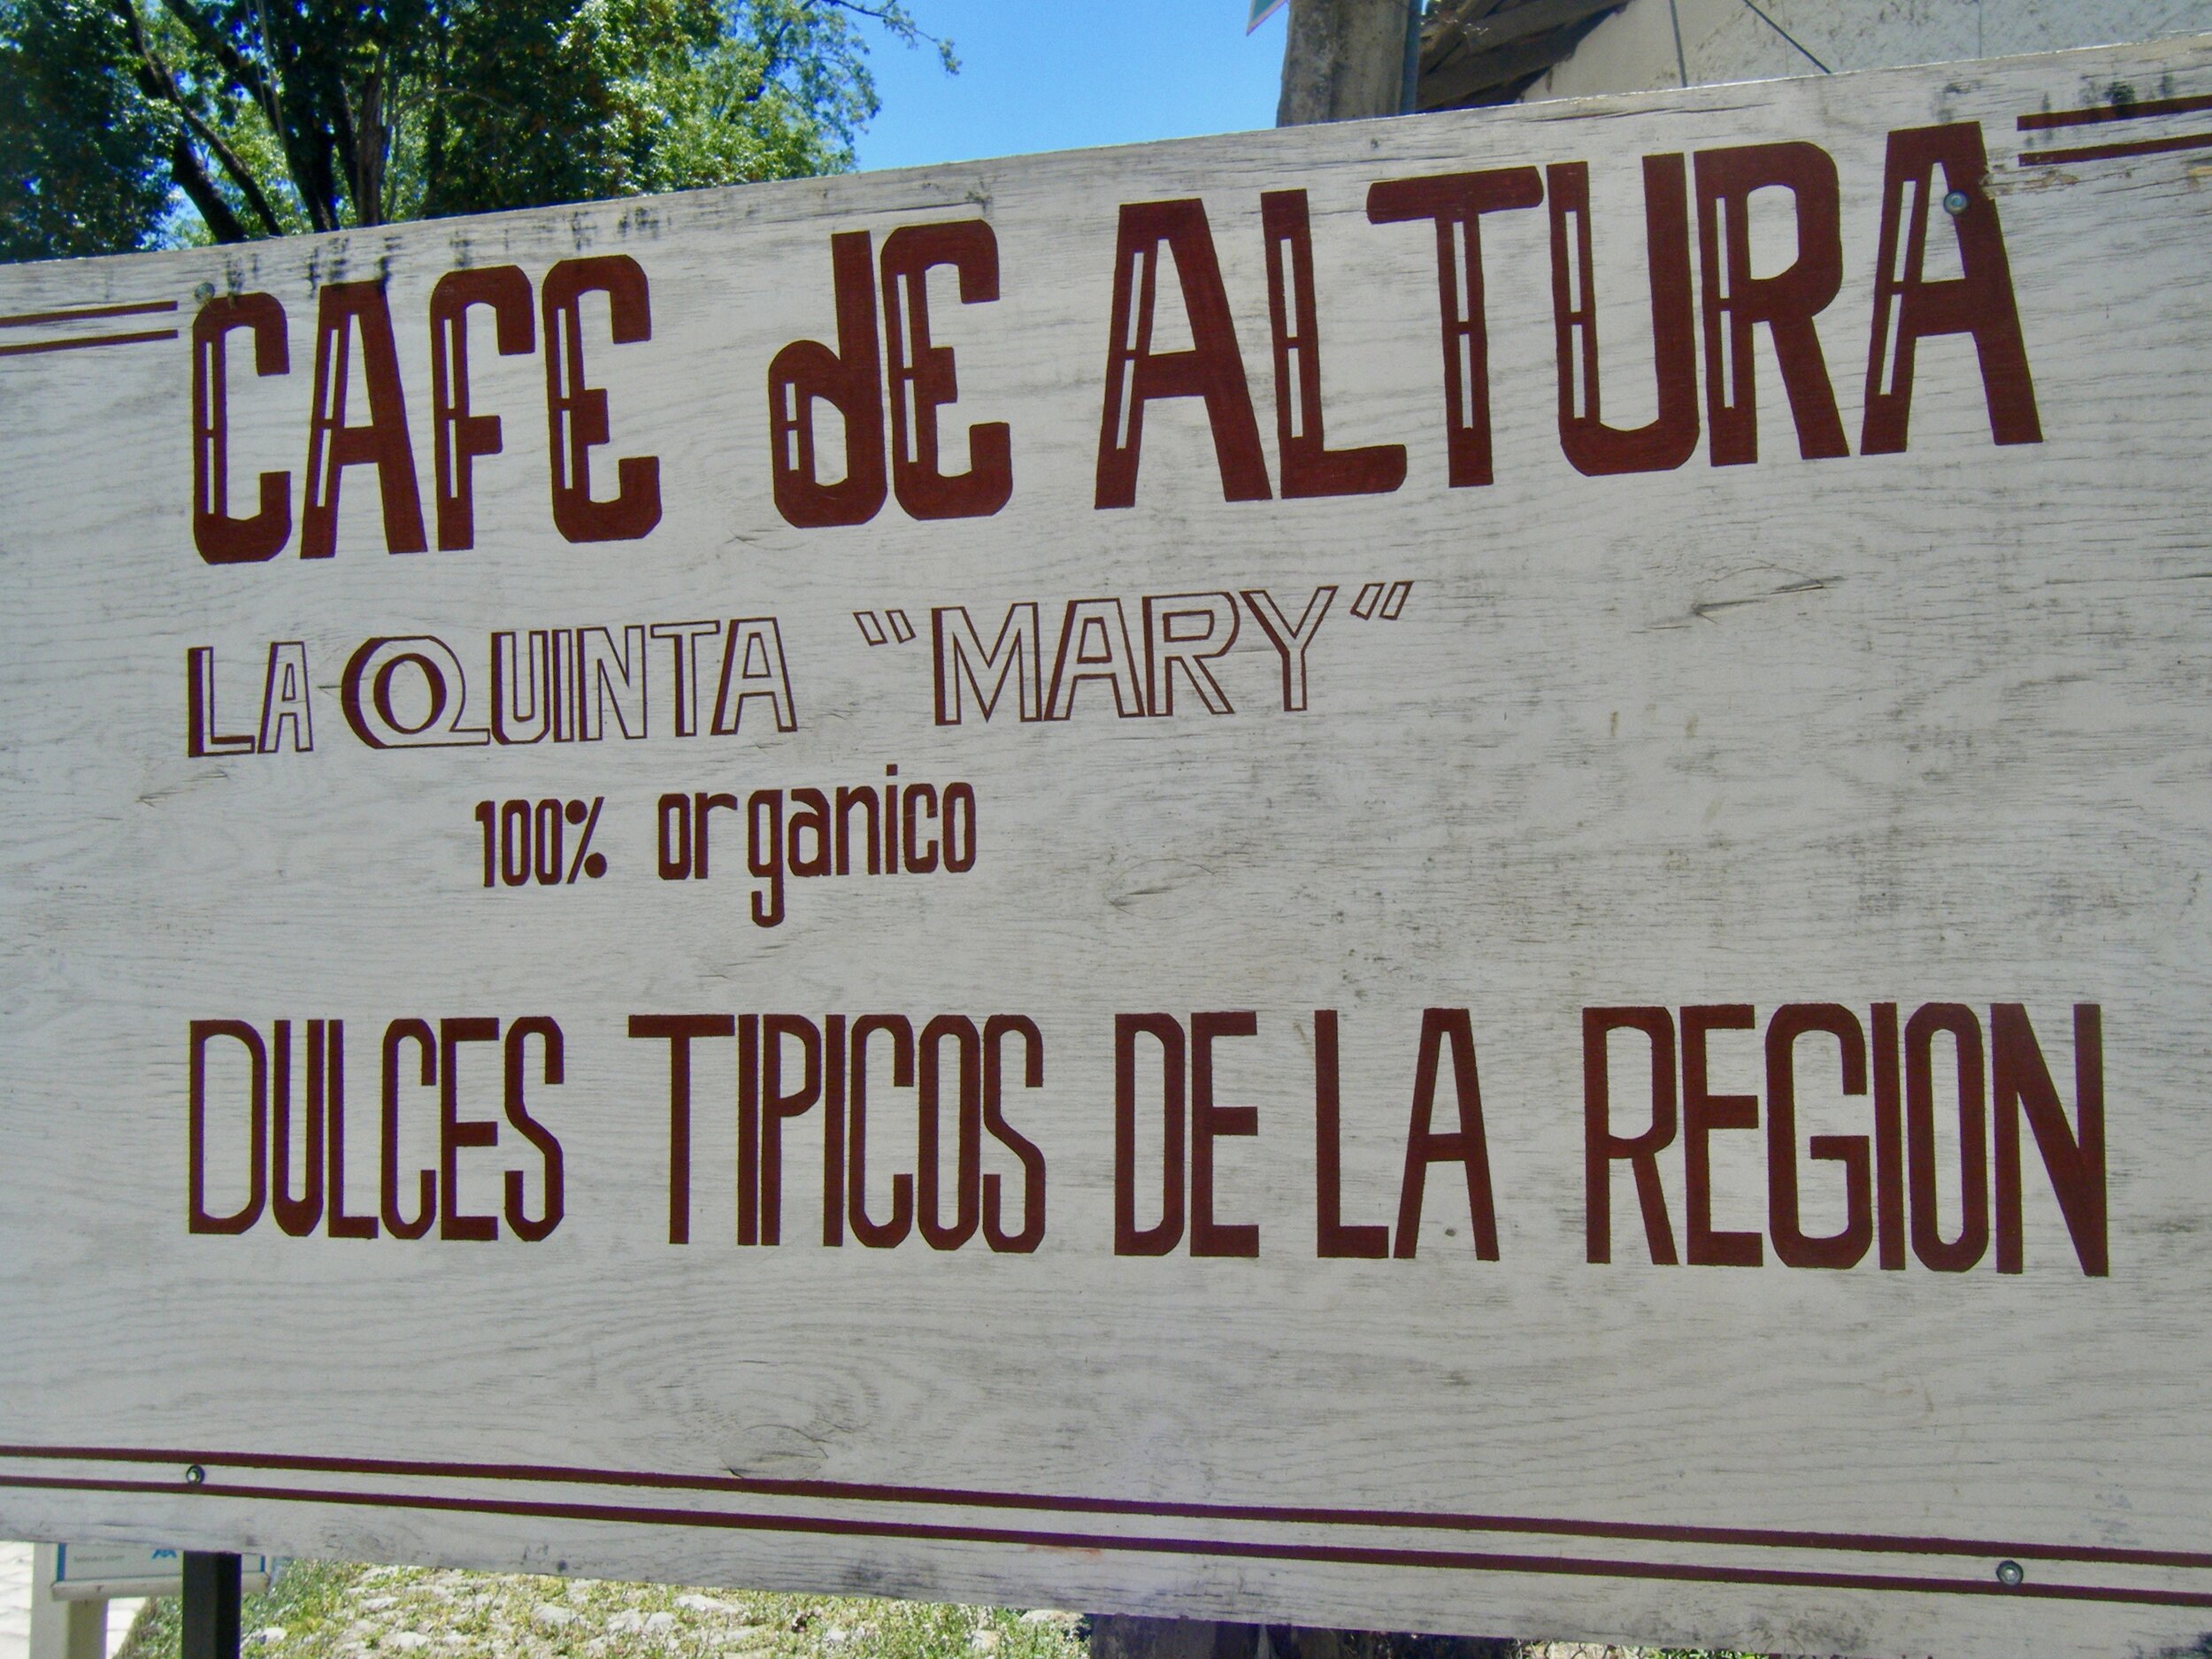 CAFE dE ALTURA
LA QUINTA "MARY"
100% organico
DULCES TIPICOS DE LA REGION